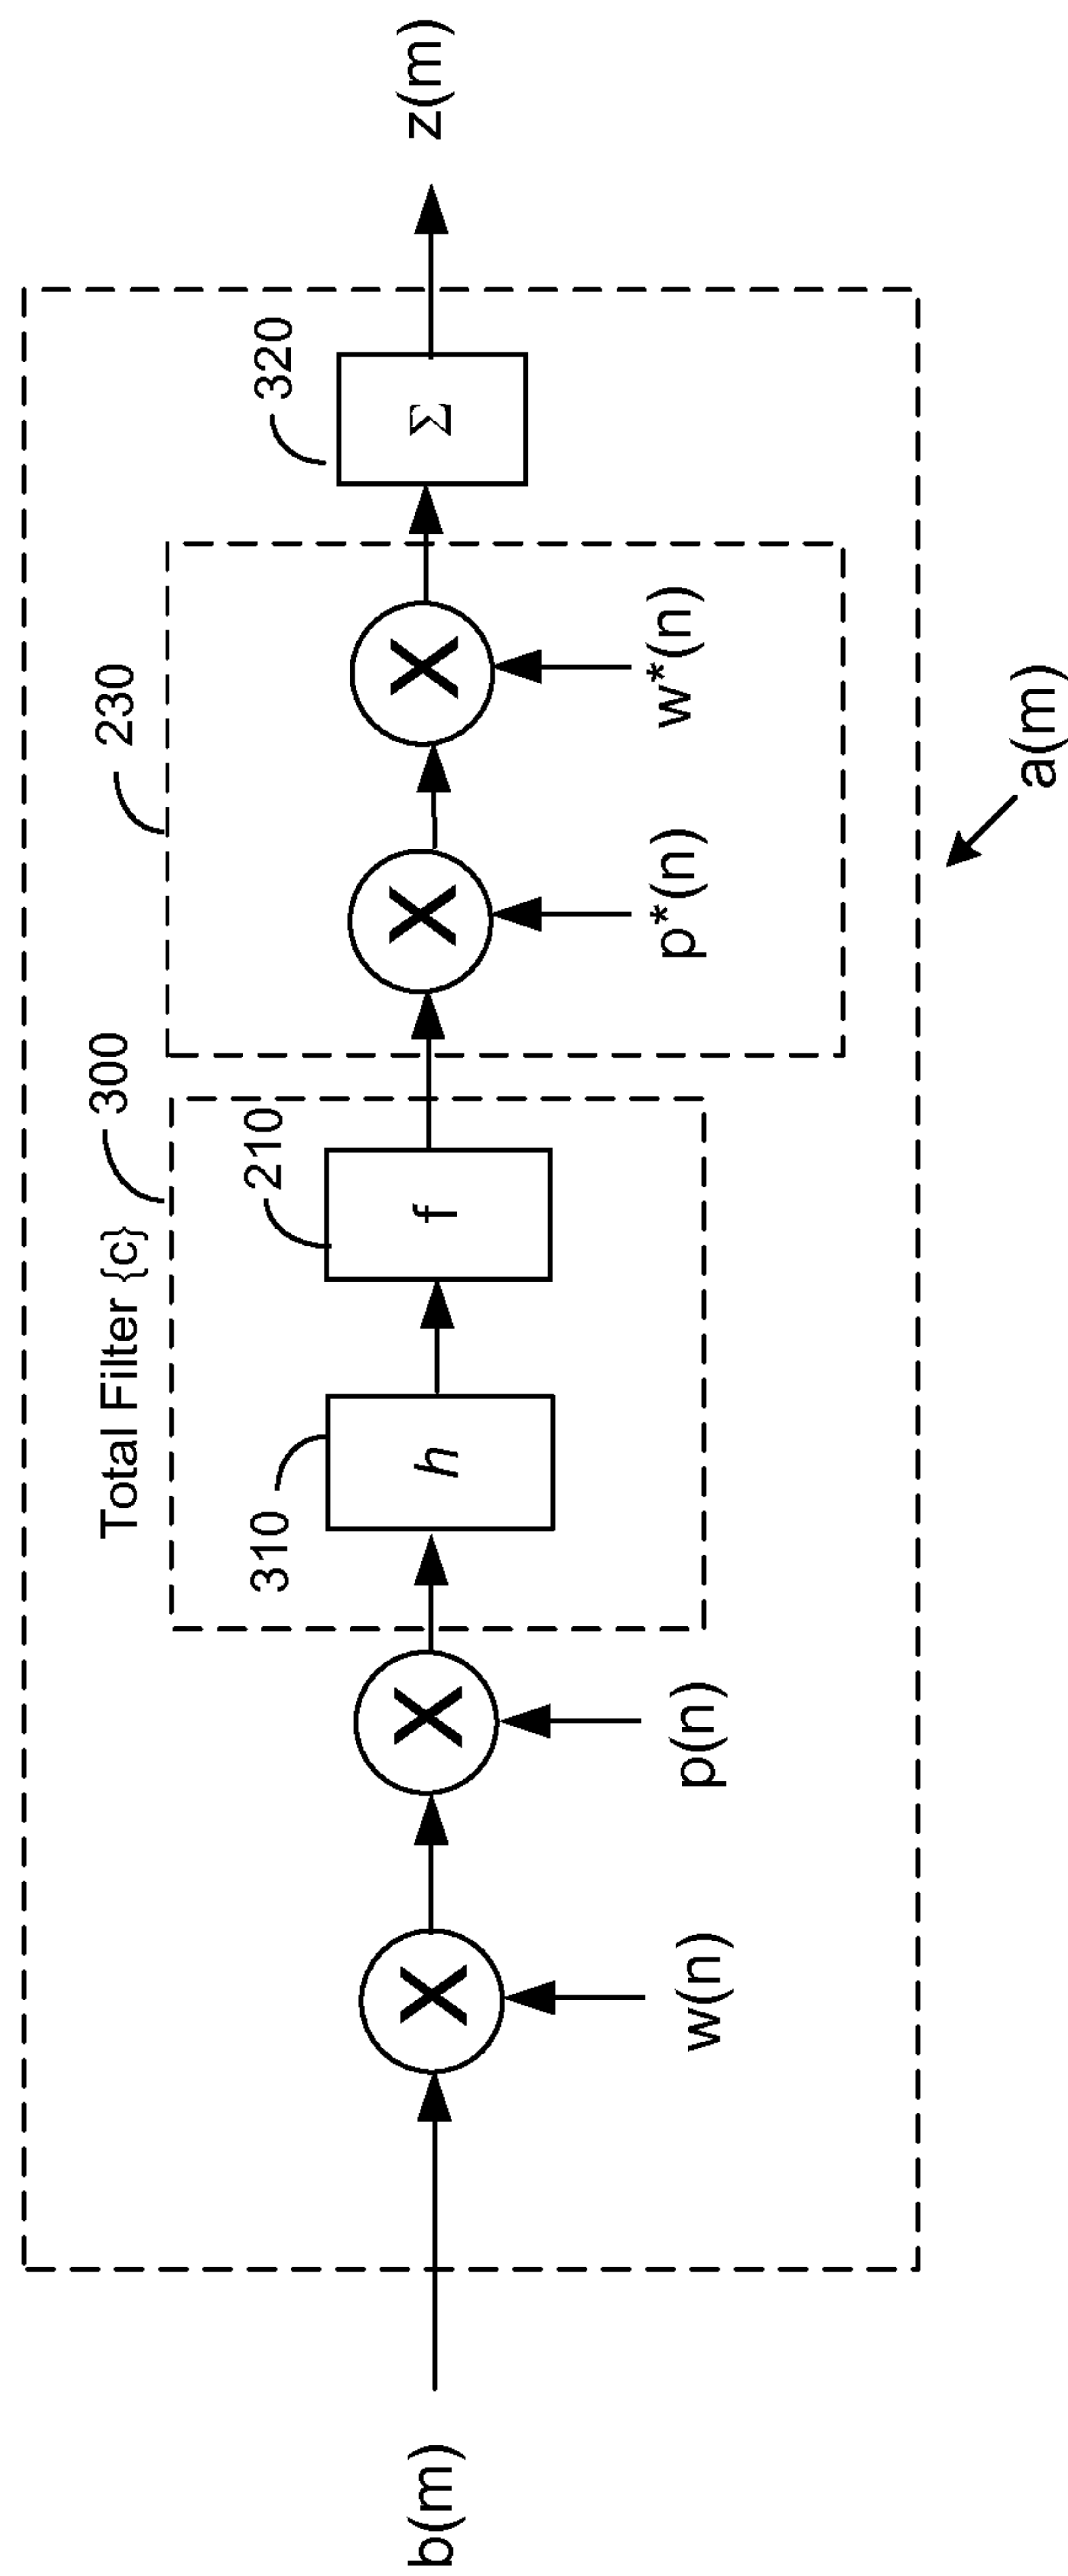 Total Filter {c}
300
230
310
210
320
b(m)
X
X
h
f
X
X
Σ
z(m)
w(n)
p(n)
p*(n)
w*(n)
a(m)